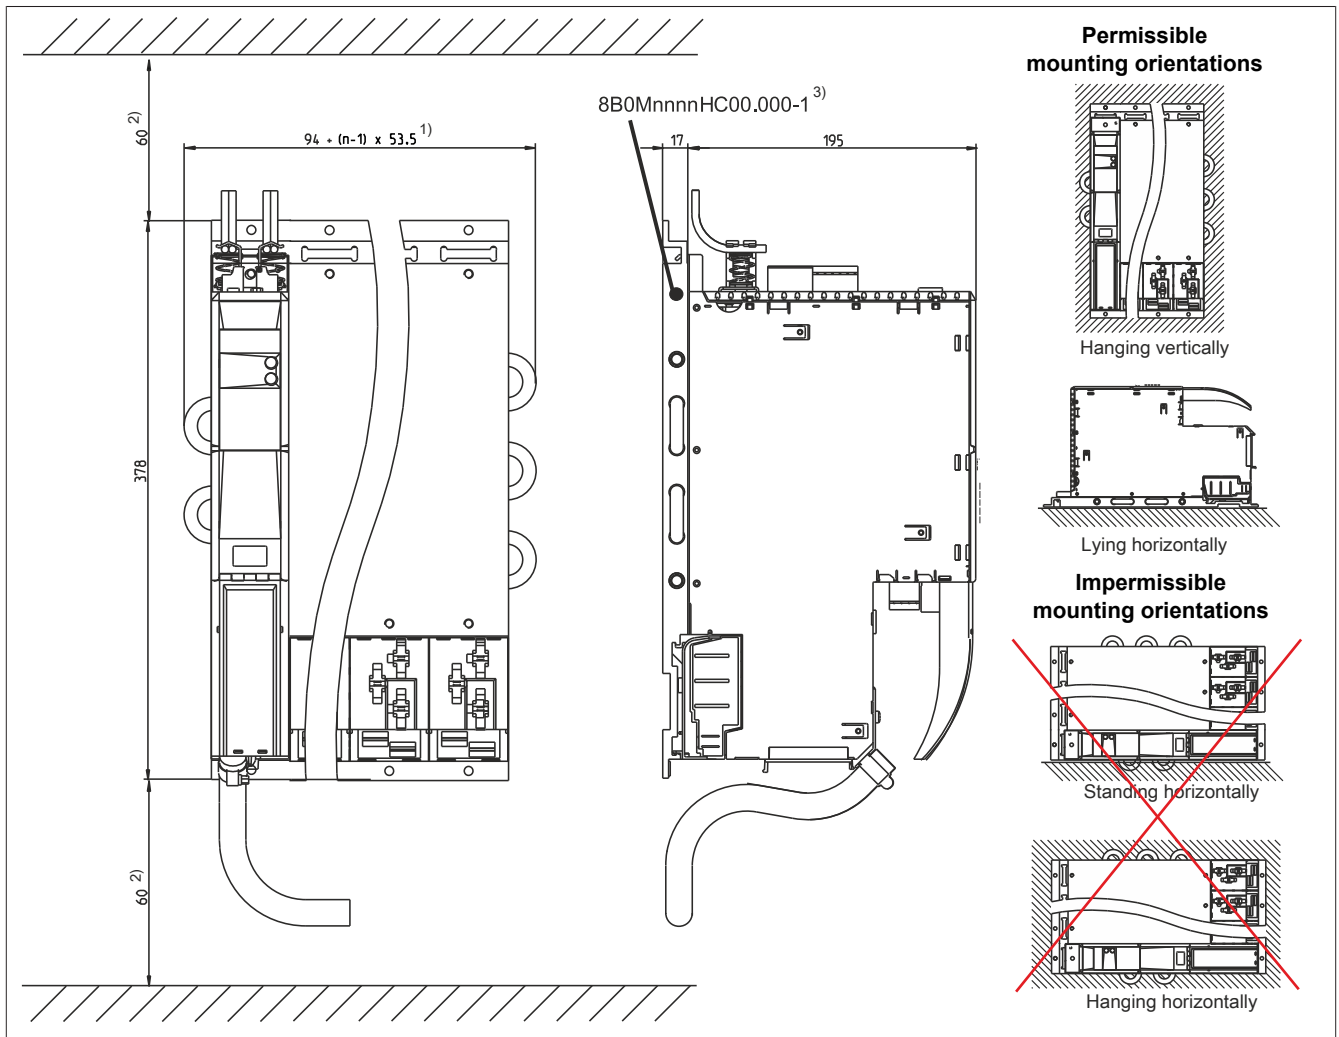 60 2)
94 + (n-1) x 53.5 1)
8B0MnnnnHC00.000-1 3)
17
195
378
60 2)
Permissible
mounting orientations
Hanging vertically
Lying horizontally
Impermissible
mounting orientations
Standing horizontally
Hanging horizontally